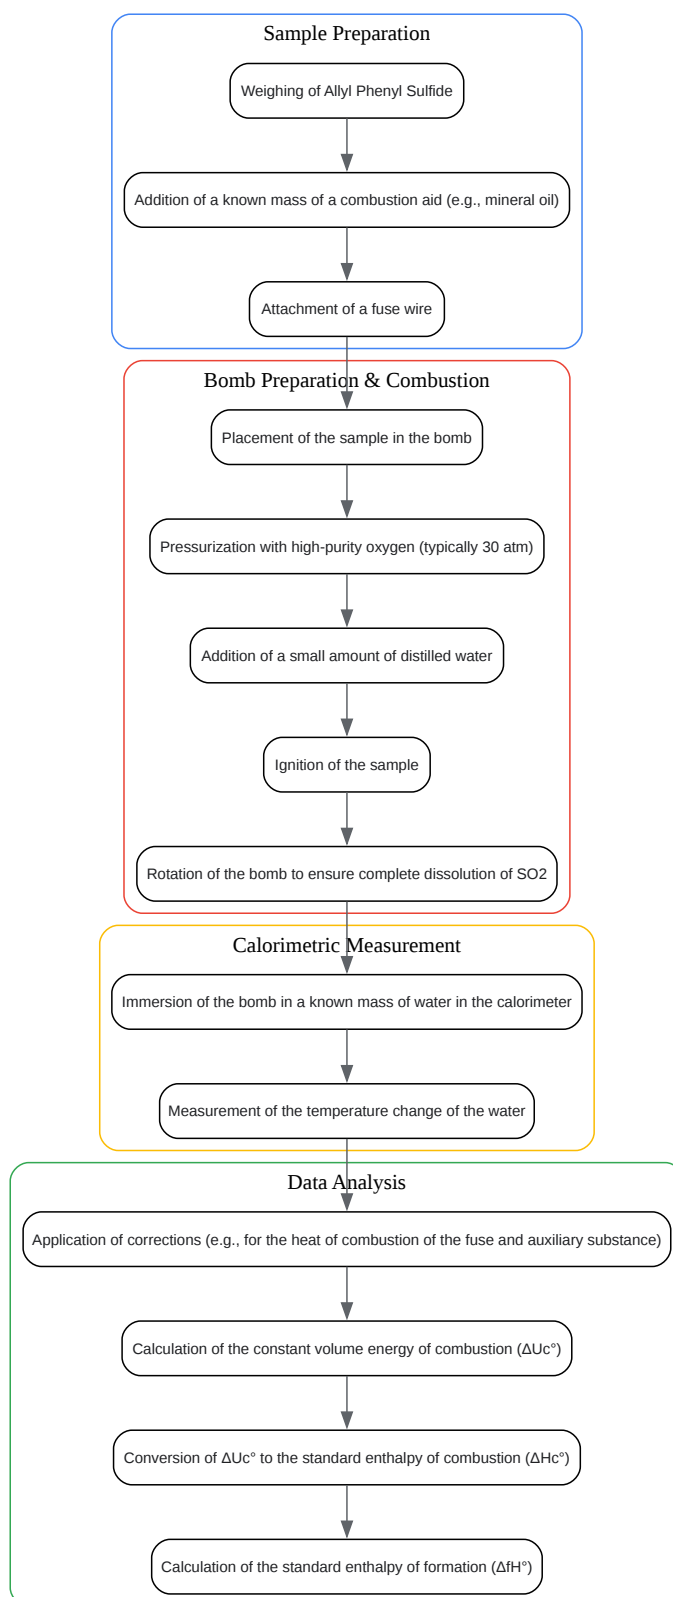 Sample Preparation
Weighing of Allyl Phenyl Sulfide
Addition of a known mass of a combustion aid (e.g., mineral oil)
Attachment of a fuse wire
Bomb Preparation & Combustion
Placement of the sample in the bomb
Pressurization with high-purity oxygen (typically 30 atm)
Addition of a small amount of distilled water
Ignition of the sample
Rotation of the bomb to ensure complete dissolution of SO2
Calorimetric Measurement
Immersion of the bomb in a known mass of water in the calorimeter
Measurement of the temperature change of the water
Data Analysis
Application of corrections (e.g., for the heat of combustion of the fuse and auxiliary substance)
Calculation of the constant volume energy of combustion (ΔUc°)
Conversion of ΔUc° to the standard enthalpy of combustion (ΔHc°)
Calculation of the standard enthalpy of formation (ΔfH°)